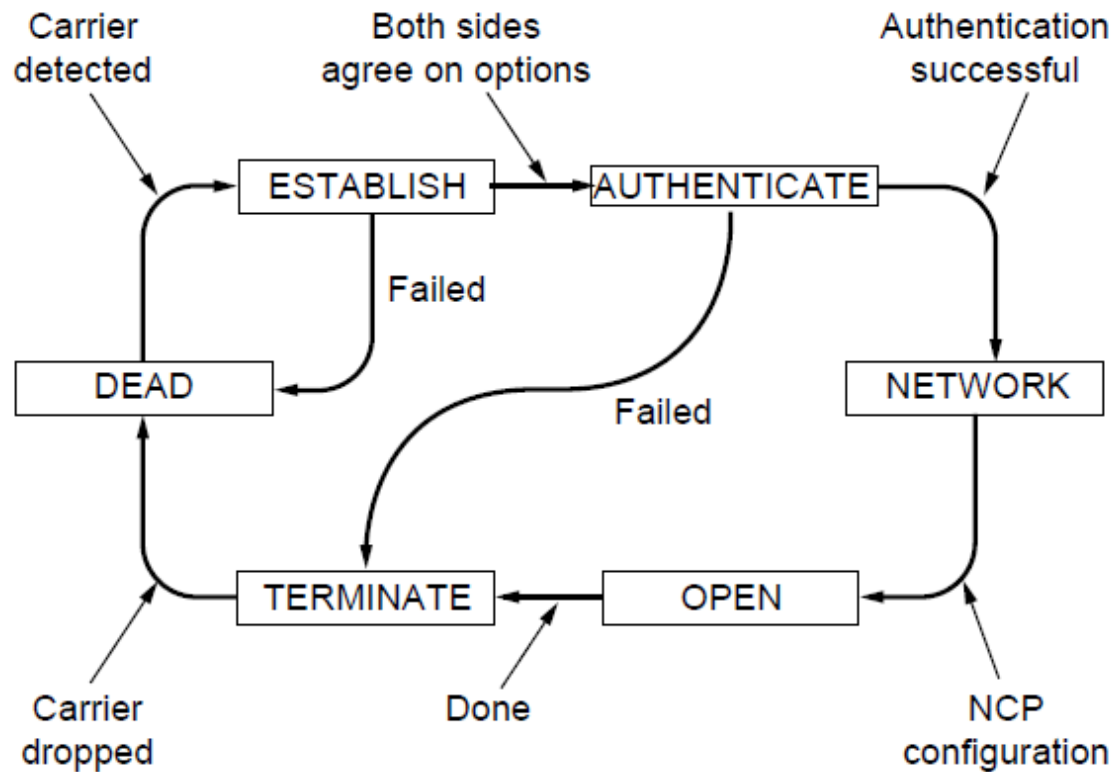 Carrier
detected
Both sides
agree on options
Authentication
successful
ESTABLISH
AUTHENTICATE
Failed
DEAD
NETWORK
Failed
TERMINATE
OPEN
Carrier
dropped
Done
NCP
configuration